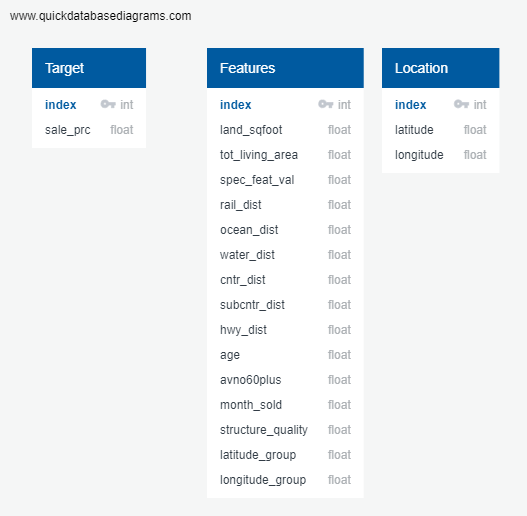 www.quickdatabasediagrams.com
Target
index int
sale_prc float
Features
index int
land_sqfoot float
tot_living_area float
spec_feat_val float
rail_dist float
ocean_dist float
water_dist float
cntr_dist float
subcntr_dist float
hwy_dist float
age float
avno60plus float
month_sold float
structure_quality float
latitude_group float
longitude_group float
Location
index int
latitude float
longitude float